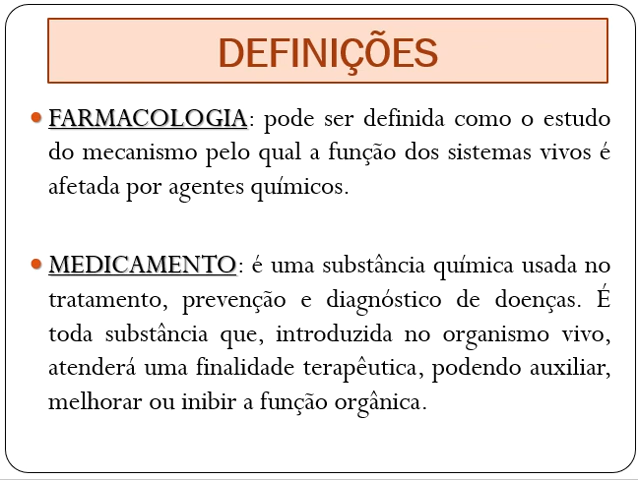 DEFINIÇÕES
• FARMACOLOGIA: pode ser definida como o estudo
do mecanismo pelo qual a função dos sistemas vivos é
afetada por agentes químicos.
• MEDICAMENTO: é uma substância química usada no
tratamento, prevenção e diagnóstico de doenças. É
toda substância que, introduzida no organismo vivo,
atenderá uma finalidade terapêutica, podendo auxiliar,
melhorar ou inibir a função orgânica.